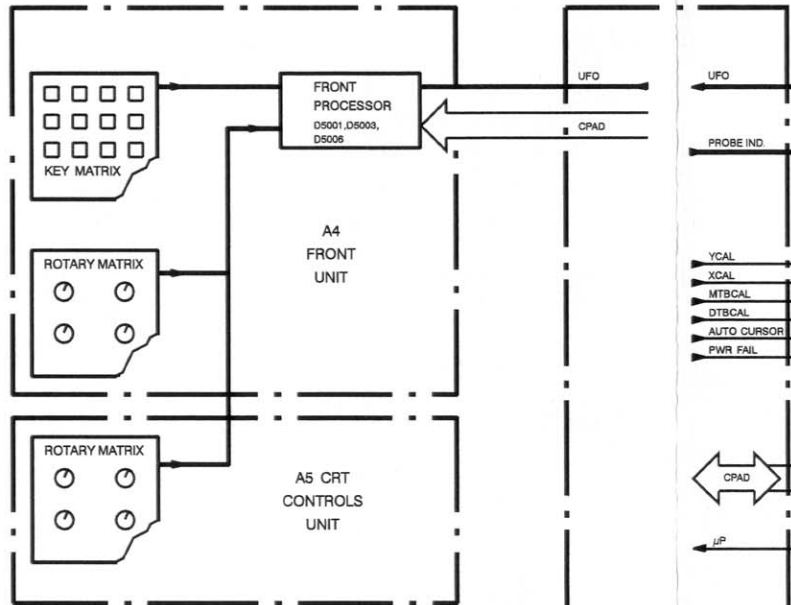 KEY MATRIX
FRONT
PROCESSOR
D5001,D5003,
D5006
UFO
CPAD
UFO
PROBE IND.
ROTARY MATRIX
A4
FRONT
UNIT
YCAL
XCAL
MTBCAL
DTBCAL
AUTO CURSOR
PWR FAIL
ROTARY MATRIX
A5 CRT
CONTROLS
UNIT
CPAD
µP